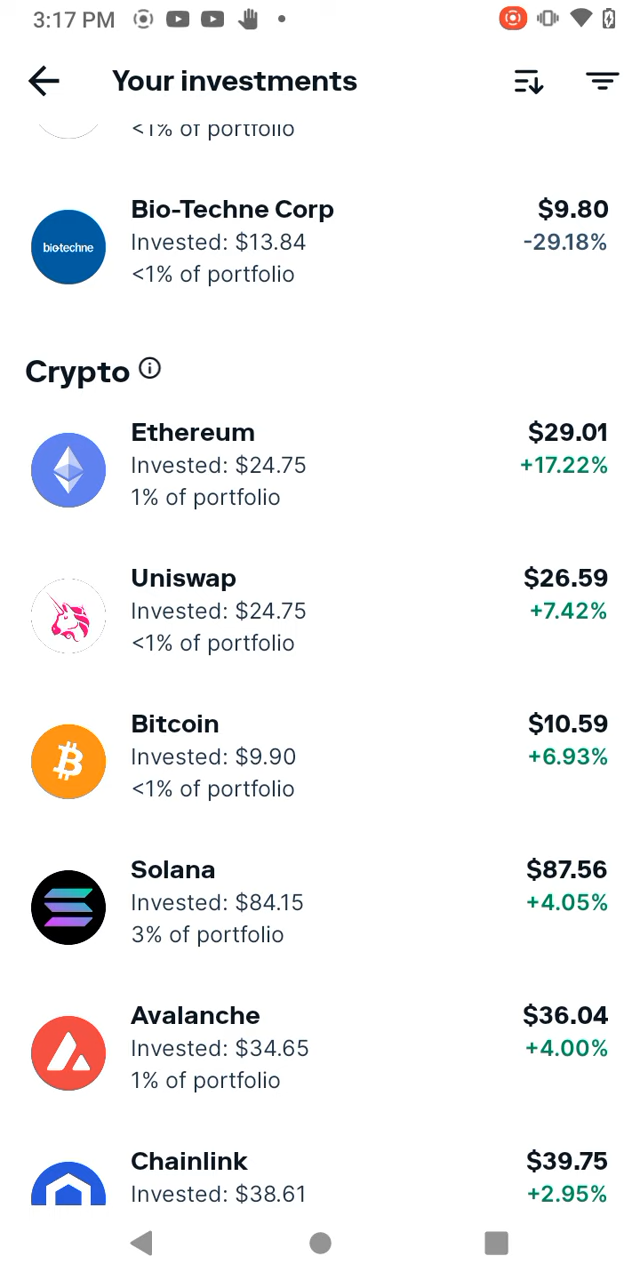 3:17 PM
Your investments
<1% of portfolio
Bio-Techne Corp
$9.80
Invested: $13.84
-29.18%
<1% of portfolio
bio-techne
Crypto
Ethereum
$29.01
Invested: $24.75
+17.22%
1% of portfolio
Uniswap
$26.59
Invested: $24.75
+7.42%
<1% of portfolio
Bitcoin
$10.59
Invested: $9.90
+6.93%
<1% of portfolio
Solana
$87.56
Invested: $84.15
+4.05%
3% of portfolio
Avalanche
$36.04
Invested: $34.65
+4.00%
1% of portfolio
Chainlink
$39.75
Invested: $38.61
+2.95%